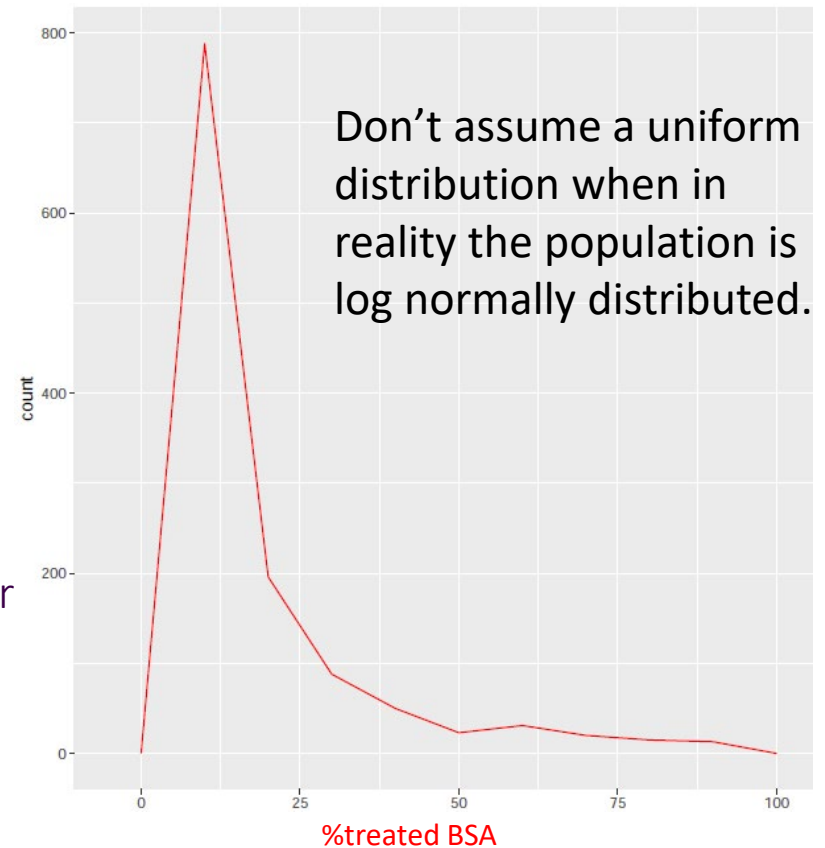 800
Don’t assume a uniform
distribution when in
reality the population is
log normally distributed.
600
count
400
200
r
0
0 25 50 75 100
%treated BSA